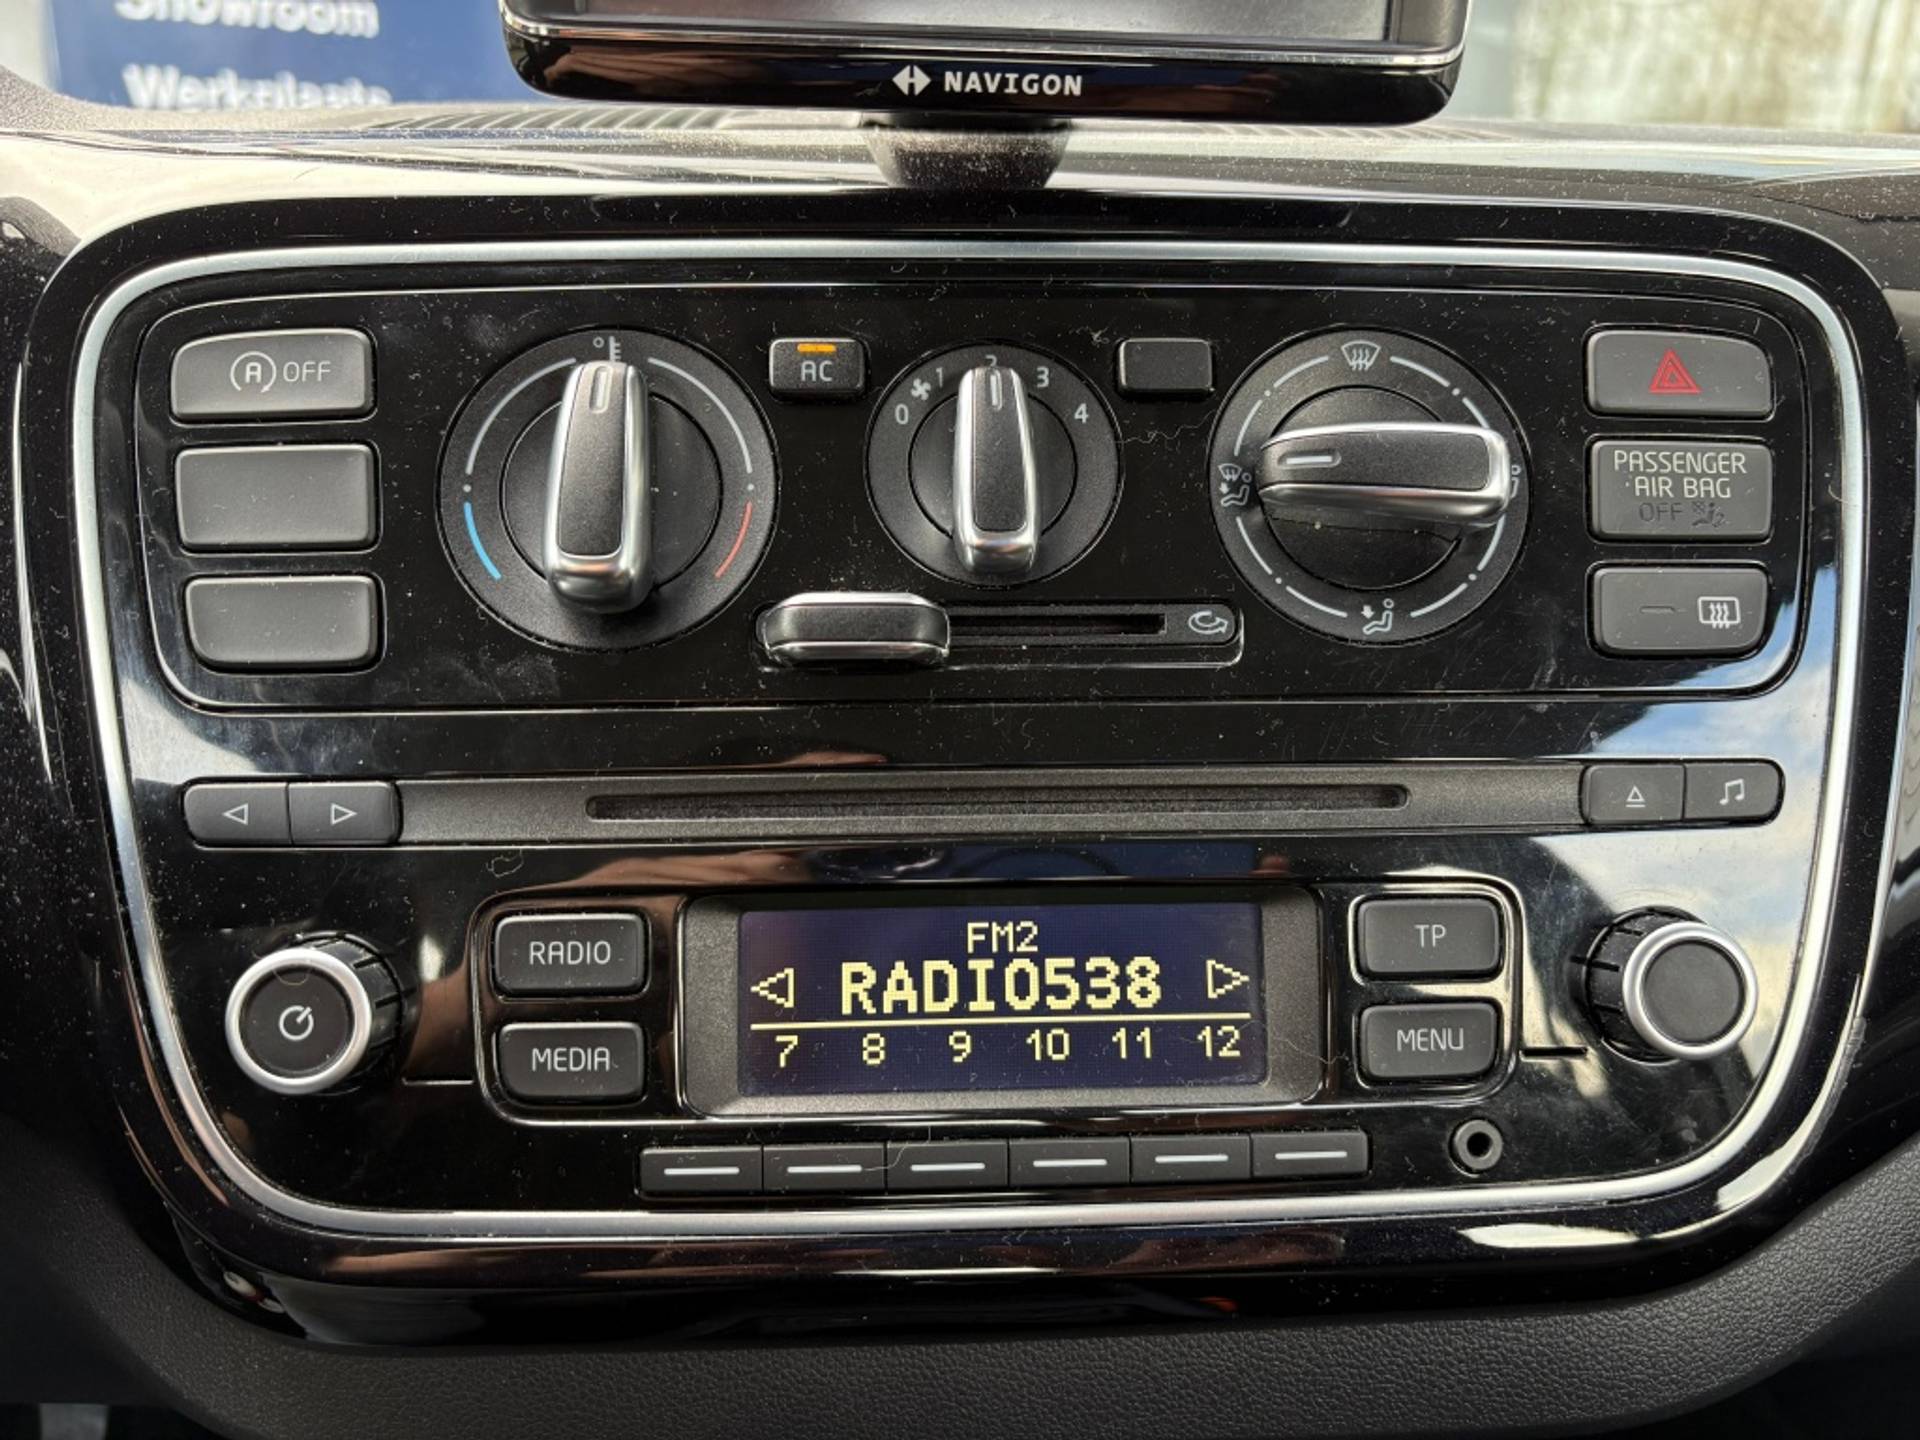 Showroom
Werkplaats
NAVIGON
A OFF
AC
0 1 2 3 4
PASSENGER
AIR BAG
OFF
RADIO
MEDIA
FM2
RADIO538
7 8 9 10 11 12
TP
MENU